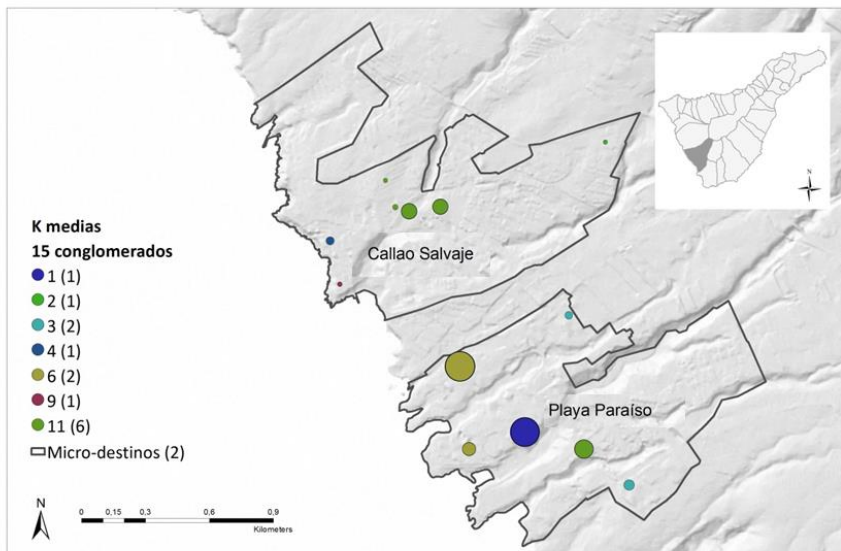 N
Callao Salvaje
K medias
15 conglomerados
1 (1)
2 (1)
3 (2)
4 (1)
6 (2)
9 (1)
11 (6)
Micro-destinos (2)
Playa Paraíso
N
0 0,15 0,3 0,6 0,9
Kilometers